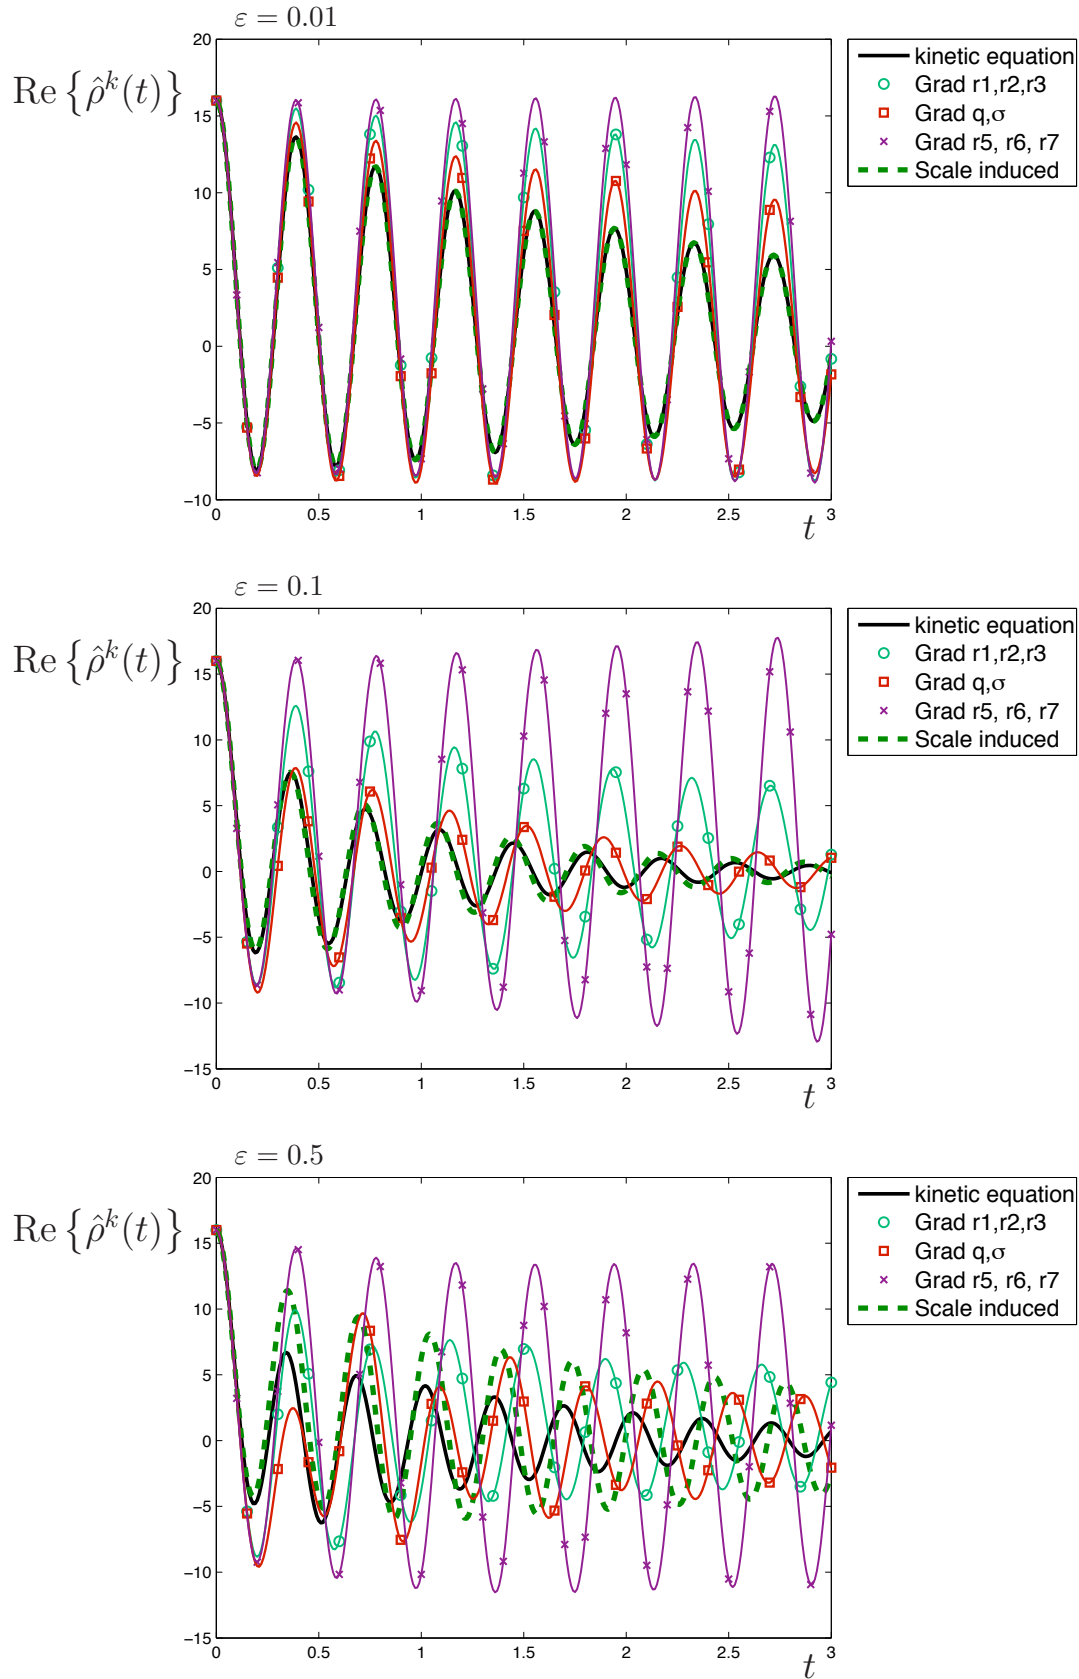 ε = 0.01
Re {ρ̂ᵏ(t)}
20
15
10
5
0
−5
−10
0 0.5 1 1.5 2 2.5 3
t
kinetic equation
Grad r1,r2,r3
Grad q,σ
Grad r5, r6, r7
Scale induced
ε = 0.1
Re {ρ̂ᵏ(t)}
20
15
10
5
0
−5
−10
−15
0 0.5 1 1.5 2 2.5 3
t
kinetic equation
Grad r1,r2,r3
Grad q,σ
Grad r5, r6, r7
Scale induced
ε = 0.5
Re {ρ̂ᵏ(t)}
20
15
10
5
0
−5
−10
−15
0 0.5 1 1.5 2 2.5 3
t
kinetic equation
Grad r1,r2,r3
Grad q,σ
Grad r5, r6, r7
Scale induced